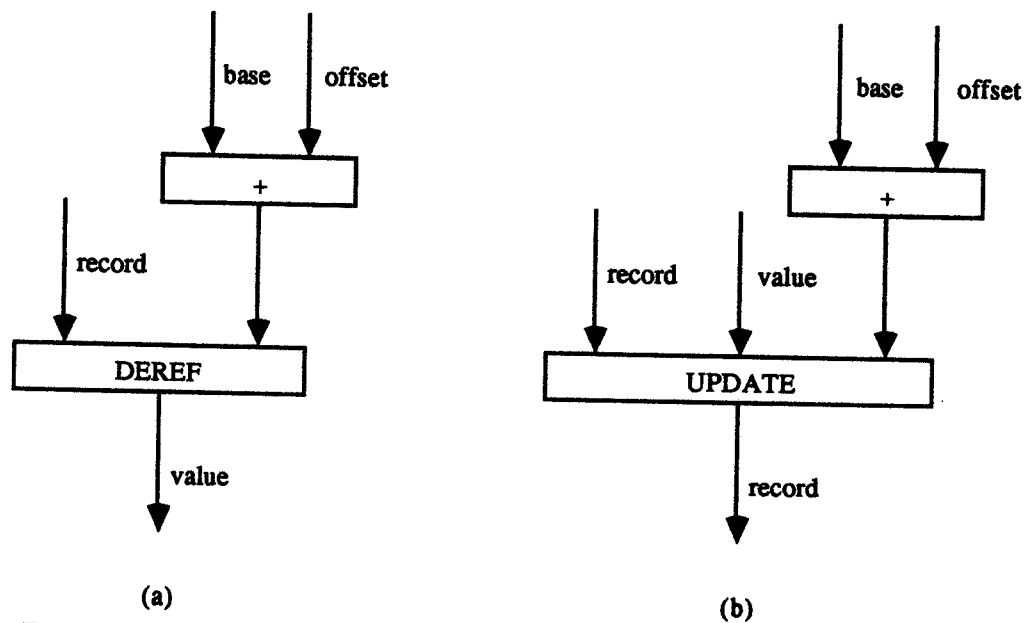 base
offset
+
record
DEREF
value
(a)
base
offset
+
record
value
UPDATE
record
(b)